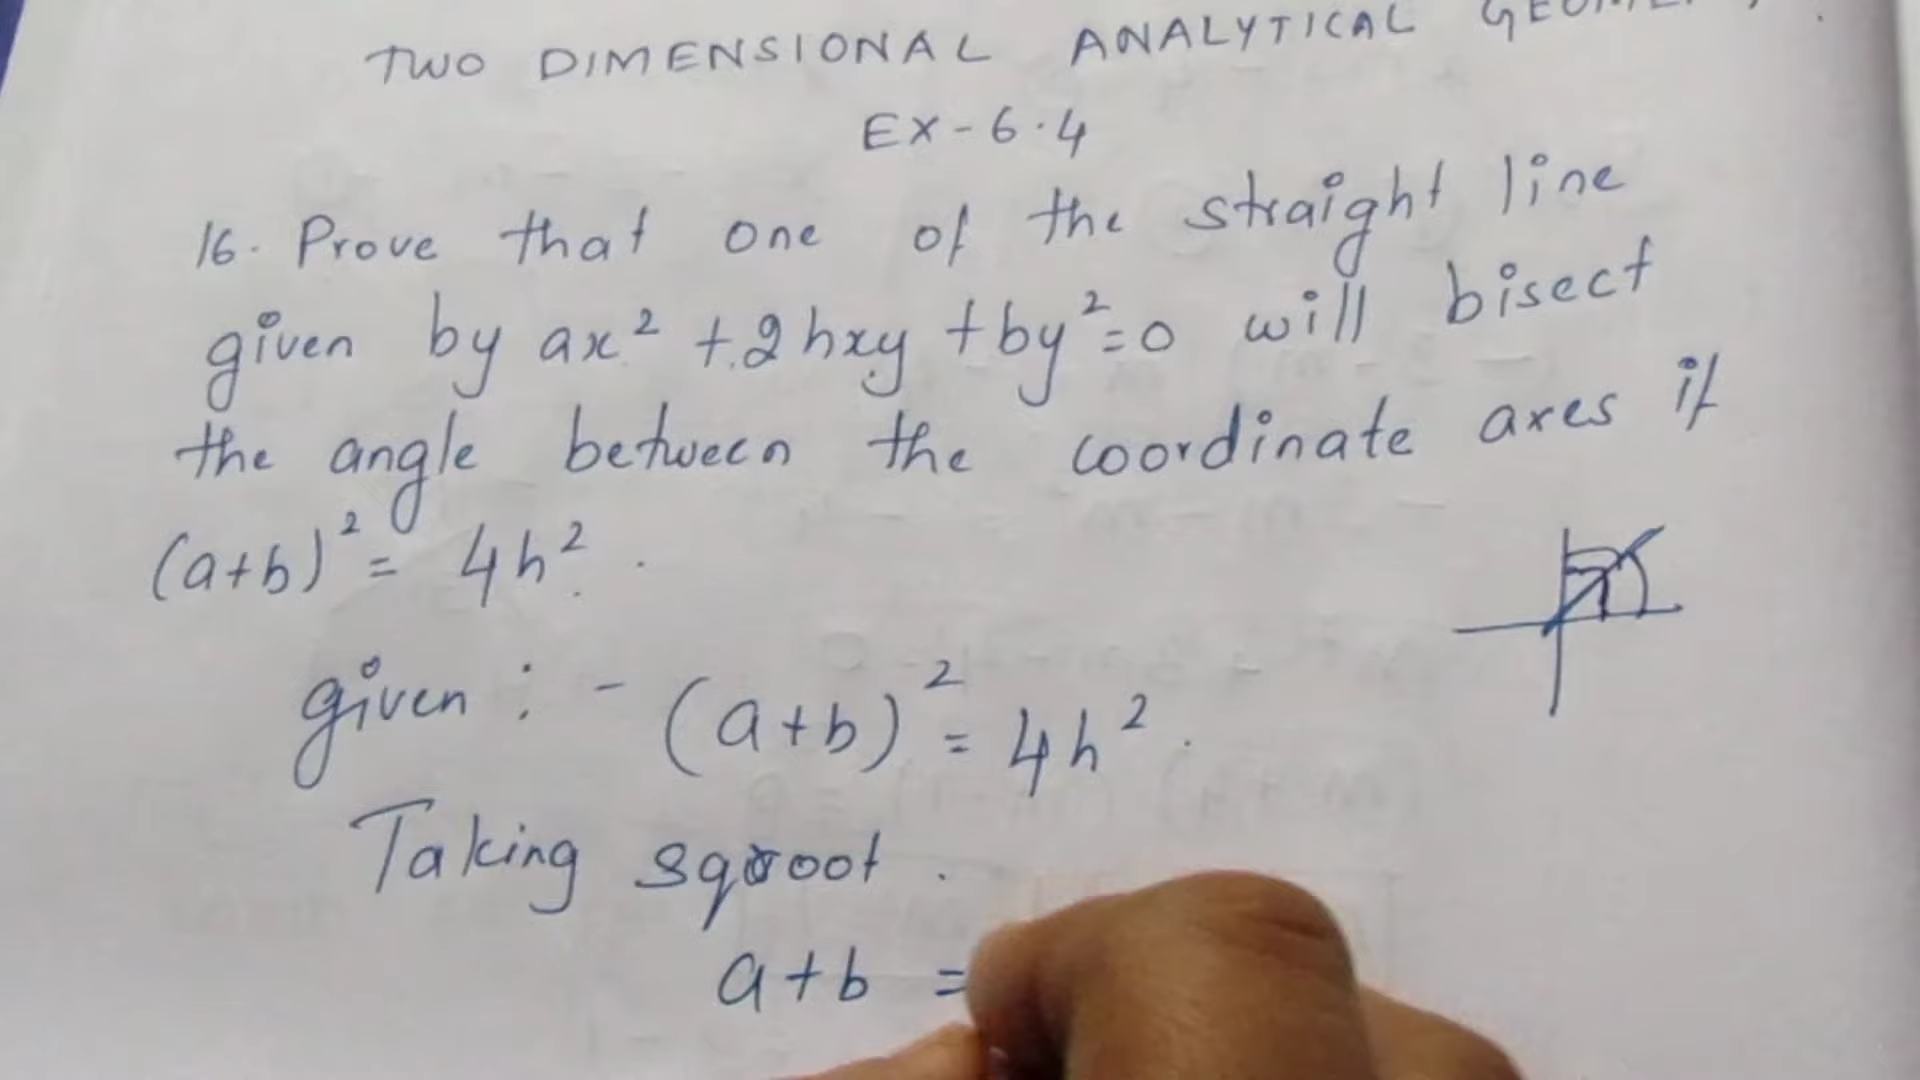 TWO DIMENSIONAL ANALYTICAL
EX-6.4
16. Prove that one of the straight line
given by ax² + 2hxy + by² = 0 will bisect
the angle between the coordinate axes if
(a+b)² = 4h².
given :- (a+b)² = 4h².
Taking sqroot.
a+b =